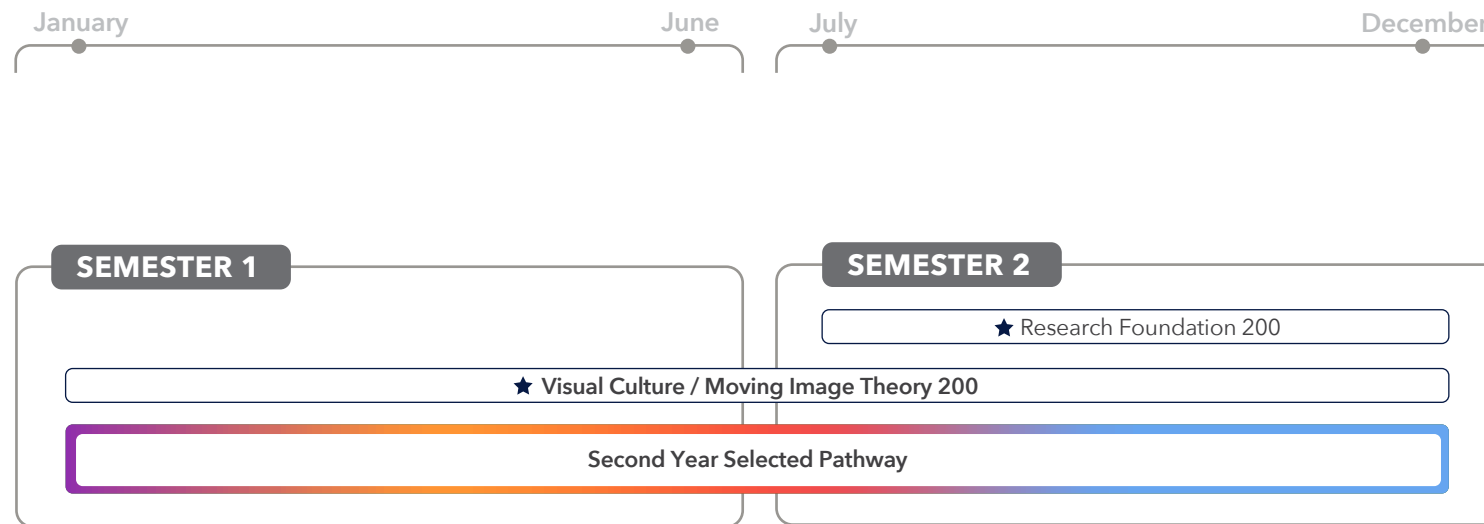 January June July December
SEMESTER 1 SEMESTER 2
★ Research Foundation 200
★ Visual Culture / Moving Image Theory 200
Second Year Selected Pathway